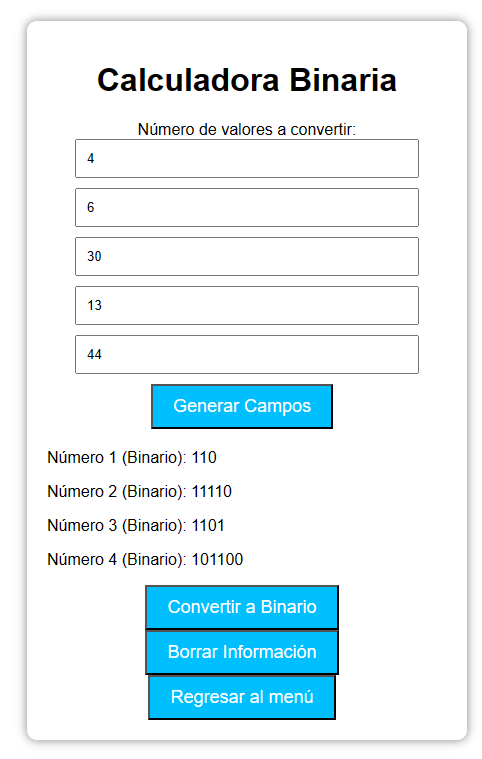 Calculadora Binaria
Número de valores a convertir:
4
6
30
13
44
Generar Campos
Número 1 (Binario): 110
Número 2 (Binario): 11110
Número 3 (Binario): 1101
Número 4 (Binario): 101100
Convertir a Binario
Borrar Información
Regresar al menú